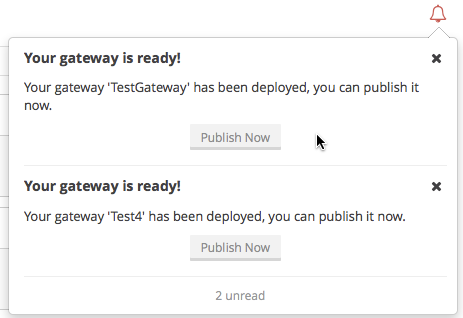 Your gateway is ready!
Your gateway 'TestGateway' has been deployed, you can publish it
now.
Publish Now
Your gateway is ready!
Your gateway 'Test4' has been deployed, you can publish it now.
Publish Now
2 unread